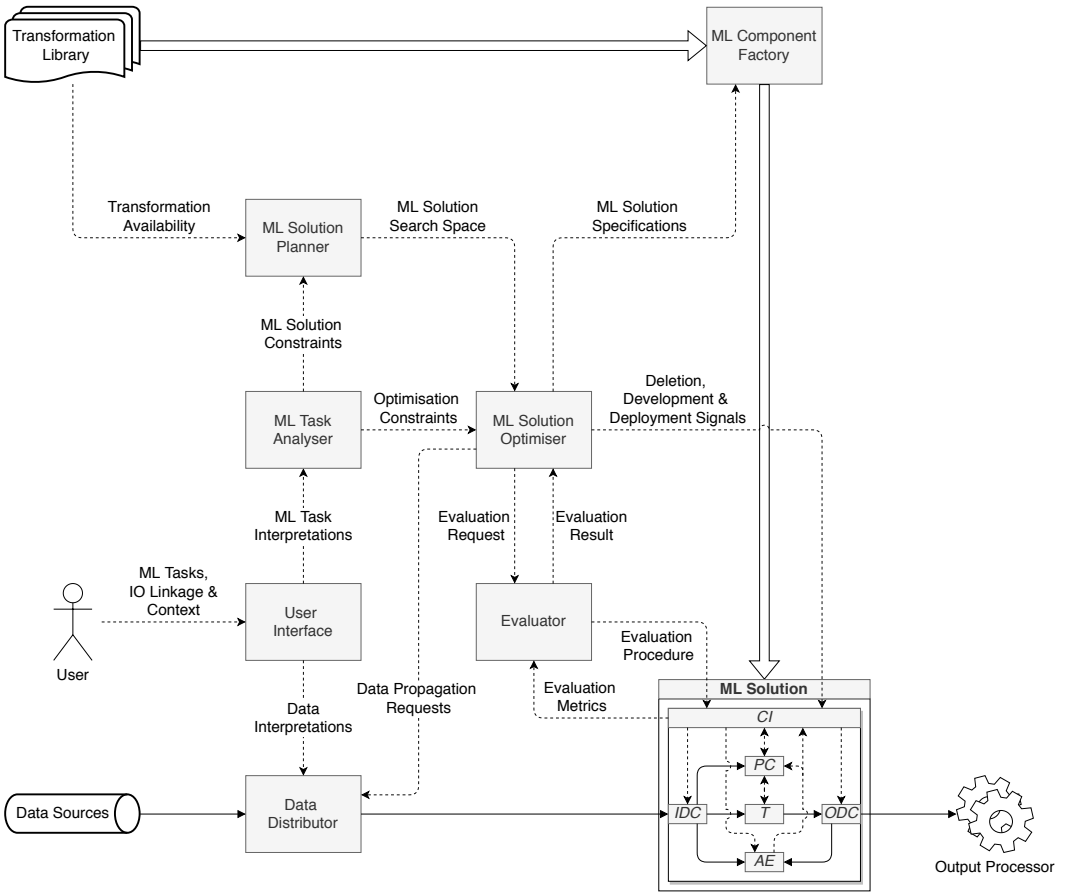 Transformation
Library
ML Component
Factory
Transformation
Availability
ML Solution
Planner
ML Solution
Search Space
ML Solution
Specifications
ML Solution
Constraints
ML Task
Analyser
Optimisation
Constraints
ML Solution
Optimiser
Deletion,
Development &
Deployment Signals
ML Task
Interpretations
Evaluation
Request
Evaluation
Result
User
ML Tasks,
IO Linkage &
Context
User
Interface
Evaluator
Evaluation
Procedure
Data
Interpretations
Data Propagation
Requests
Evaluation
Metrics
ML Solution
CI
PC
Data Sources
Data
Distributor
IDC
T
ODC
AE
Output Processor